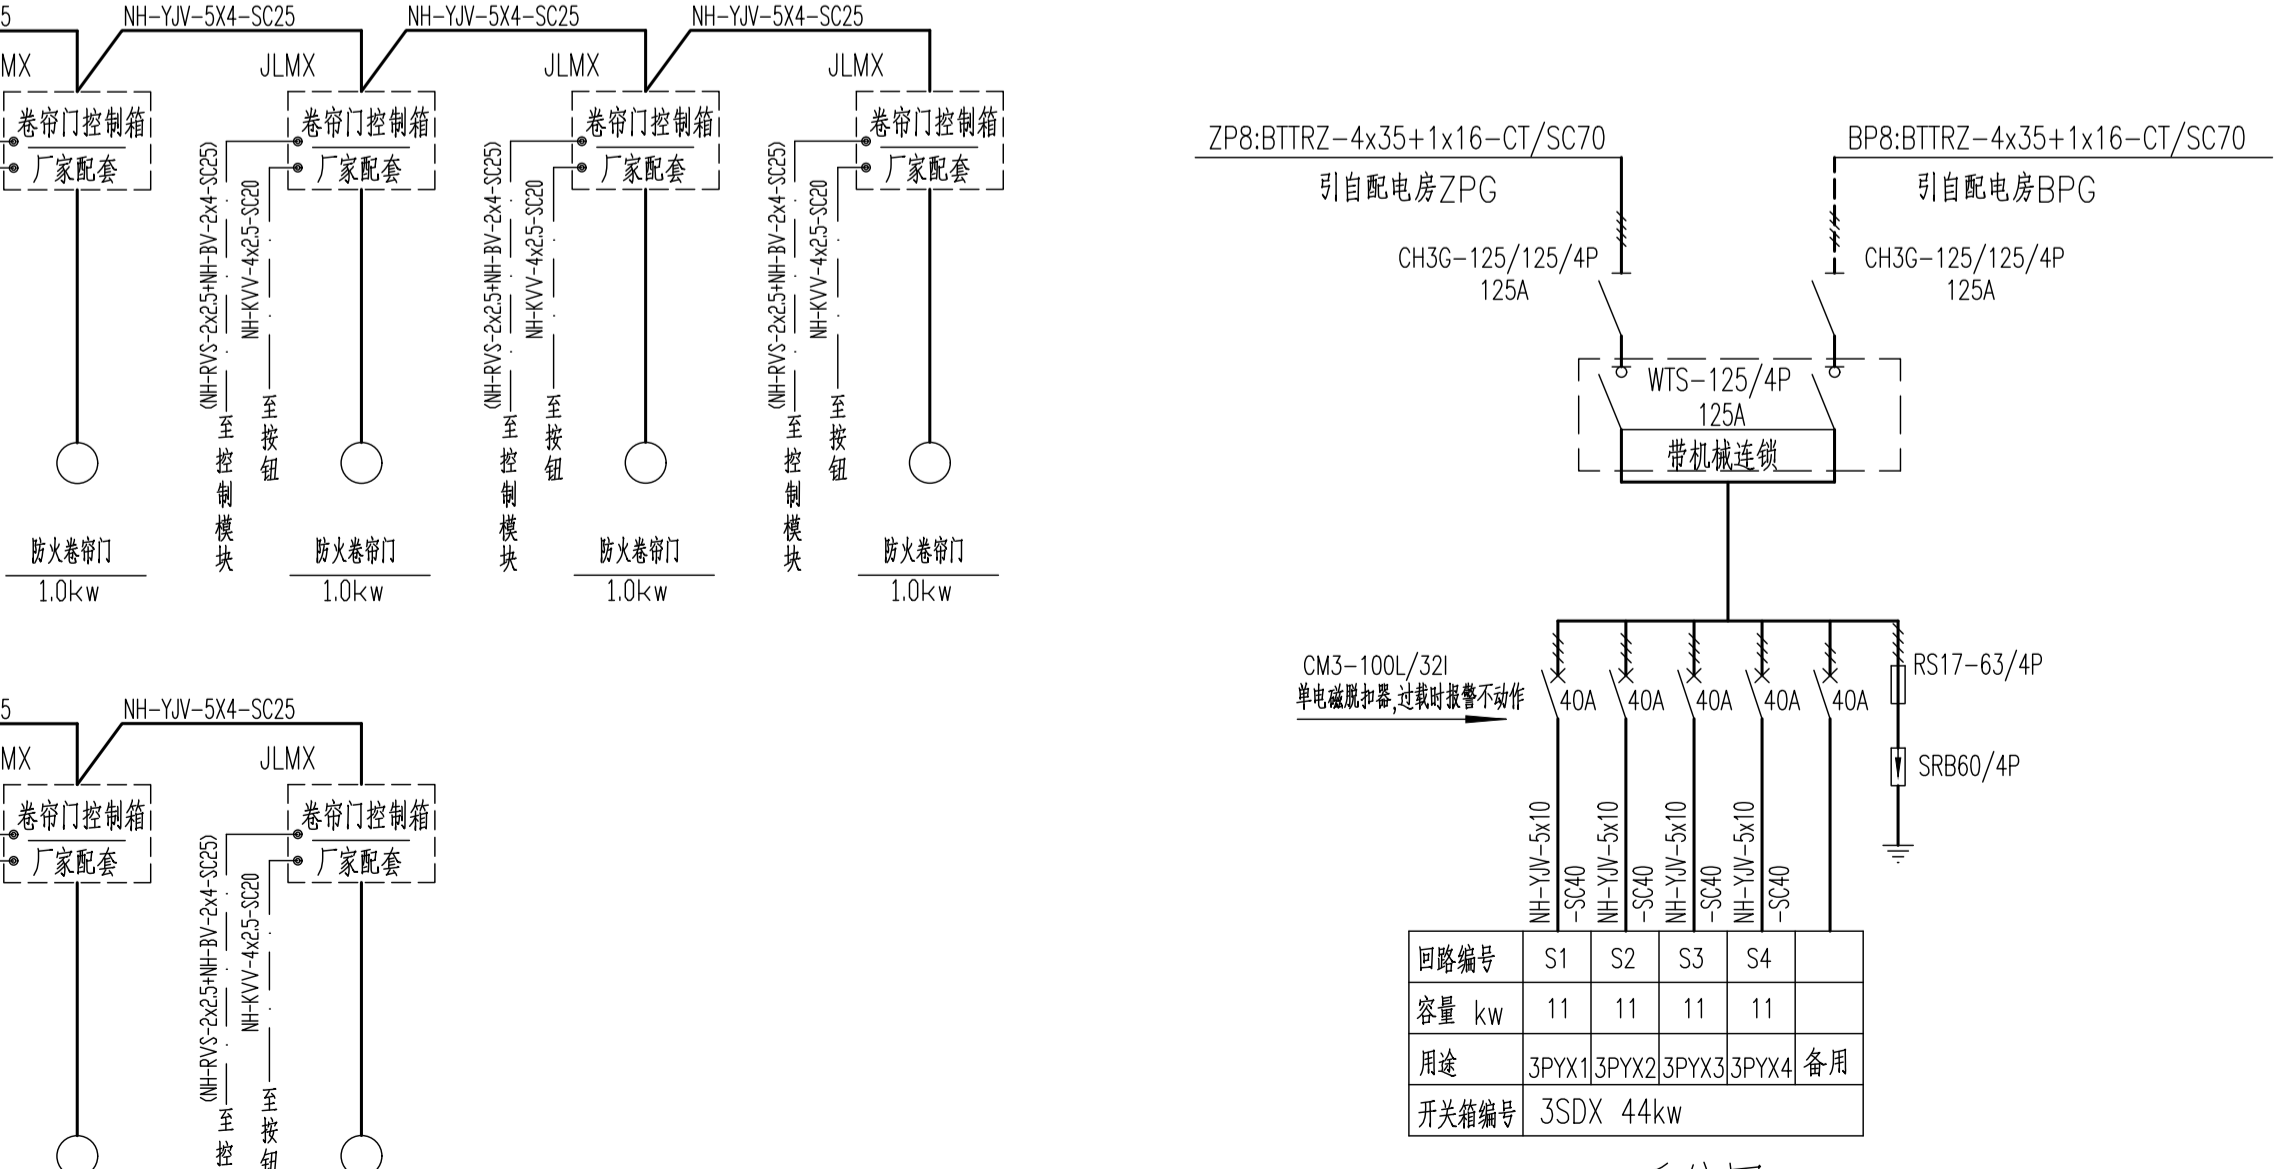 5
NH-YJV-5X4-SC25
NH-YJV-5X4-SC25
NH-YJV-5X4-SC25
MX
JLMX
JLMX
JLMX
卷帘门控制箱
厂家配套
卷帘门控制箱
厂家配套
卷帘门控制箱
厂家配套
卷帘门控制箱
厂家配套
(NH-RVS-2x2.5+NH-BV-2x4-SC25)
至控制模块
NH-KVV-4x2.5-SC20
至按钮
(NH-RVS-2x2.5+NH-BV-2x4-SC25)
至控制模块
NH-KVV-4x2.5-SC20
至按钮
(NH-RVS-2x2.5+NH-BV-2x4-SC25)
至控制模块
NH-KVV-4x2.5-SC20
至按钮
防火卷帘门
1.0kw
防火卷帘门
1.0kw
防火卷帘门
1.0kw
防火卷帘门
1.0kw
5
NH-YJV-5X4-SC25
MX
JLMX
卷帘门控制箱
厂家配套
卷帘门控制箱
厂家配套
(NH-RVS-2x2.5+NH-BV-2x4-SC25)
至控
NH-KVV-4x2.5-SC20
至按钮
ZP8:BTTRZ-4x35+1x16-CT/SC70
引自配电房ZPG
BP8:BTTRZ-4x35+1x16-CT/SC70
引自配电房BPG
CH3G-125/125/4P
125A
CH3G-125/125/4P
125A
WTS-125/4P
125A
带机械连锁
CM3-100L/32I
单电磁脱扣器,过载时报警不动作
40A
40A
40A
40A
40A
RS17-63/4P
SRB60/4P
NH-YJV-5x10
-SC40
NH-YJV-5x10
-SC40
NH-YJV-5x10
-SC40
NH-YJV-5x10
-SC40
回路编号 S1 S2 S3 S4
容量 kw 11 11 11 11
用途 3PYX1 3PYX2 3PYX3 3PYX4 备用
开关箱编号 3SDX 44kw